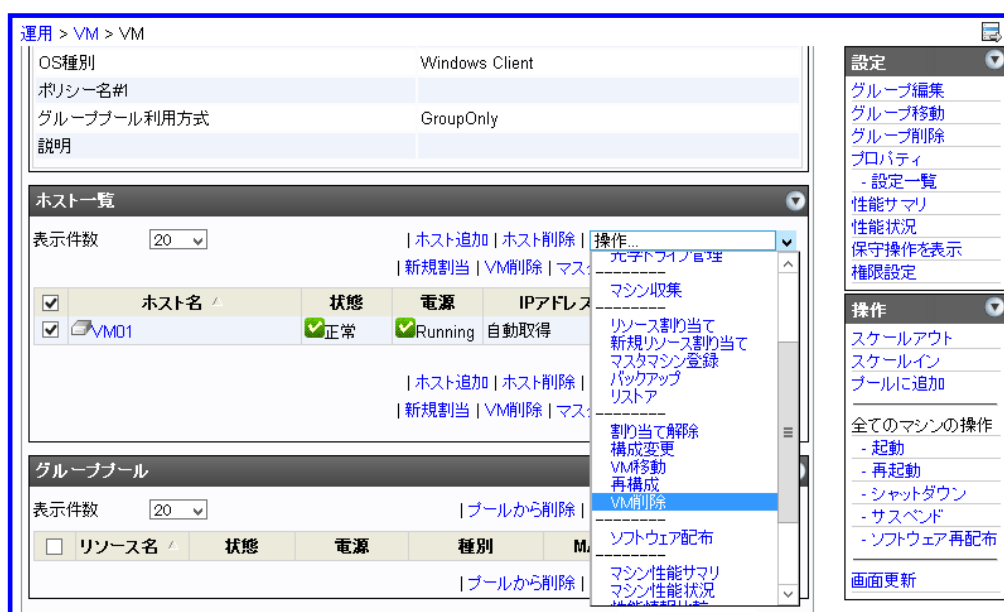 運用 > VM > VM
OS種別 Windows Client
ポリシー名#1
グループプール利用方式 GroupOnly
説明
ホスト一覧
表示件数 20 | ホスト追加 | ホスト削除 | 操作...
| 新規割当 | VM削除 | マス
ホスト名 状態 電源 IPアドレス
VM01 正常 Running 自動取得
| ホスト追加 | ホスト削除 |
| 新規割当 | VM削除 | マス
光学ドライブ管理
--------
マシン収集
--------
リソース割り当て
新規リソース割り当て
マスタマシン登録
バックアップ
リストア
--------
割り当て解除
構成変更
VM移動
再構成
VM削除
--------
ソフトウェア配布
--------
マシン性能サマリ
マシン性能状況
性能情報比較
グループプール
表示件数 20 | プールから削除 |
リソース名 状態 電源 種別 M
| プールから削除 |
設定
グループ編集
グループ移動
グループ削除
プロパティ
- 設定一覧
性能サマリ
性能状況
保守操作を表示
権限設定
操作
スケールアウト
スケールイン
プールに追加
全てのマシンの操作
- 起動
- 再起動
- シャットダウン
- サスペンド
- ソフトウェア再配布
画面更新